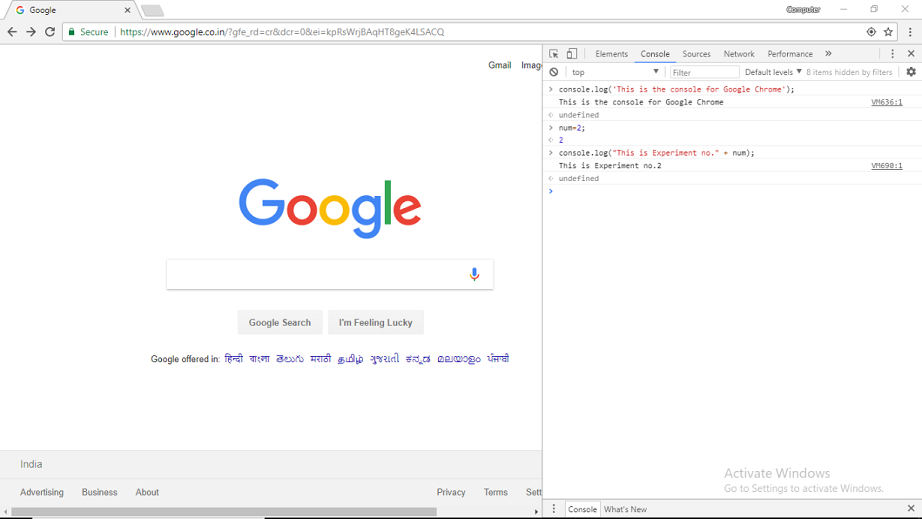 Google
Computer
Secure
https://www.google.co.in/?gfe_rd=cr&dcr=0&ei=kpRsWrjBAqHT8geK4LSACQ
Gmail Imag
Google
Google Search I'm Feeling Lucky
Google offered in: हिन्दी বাংলা తెలుగు मराठी தமிழ் ગુજરાતી ಕನ್ನಡ മലയാളം ਪੰਜਾਬੀ
India
Advertising Business About Privacy Terms Sett
Elements Console Sources Network Performance »
top Filter Default levels 8 items hidden by filters
> console.log('This is the console for Google Chrome');
This is the console for Google Chrome VM636:1
undefined
> num=2;
2
> console.log("This is Experiment no." + num);
This is Experiment no.2 VM690:1
undefined
>
Activate Windows
Go to Settings to activate Windows.
Console What's New